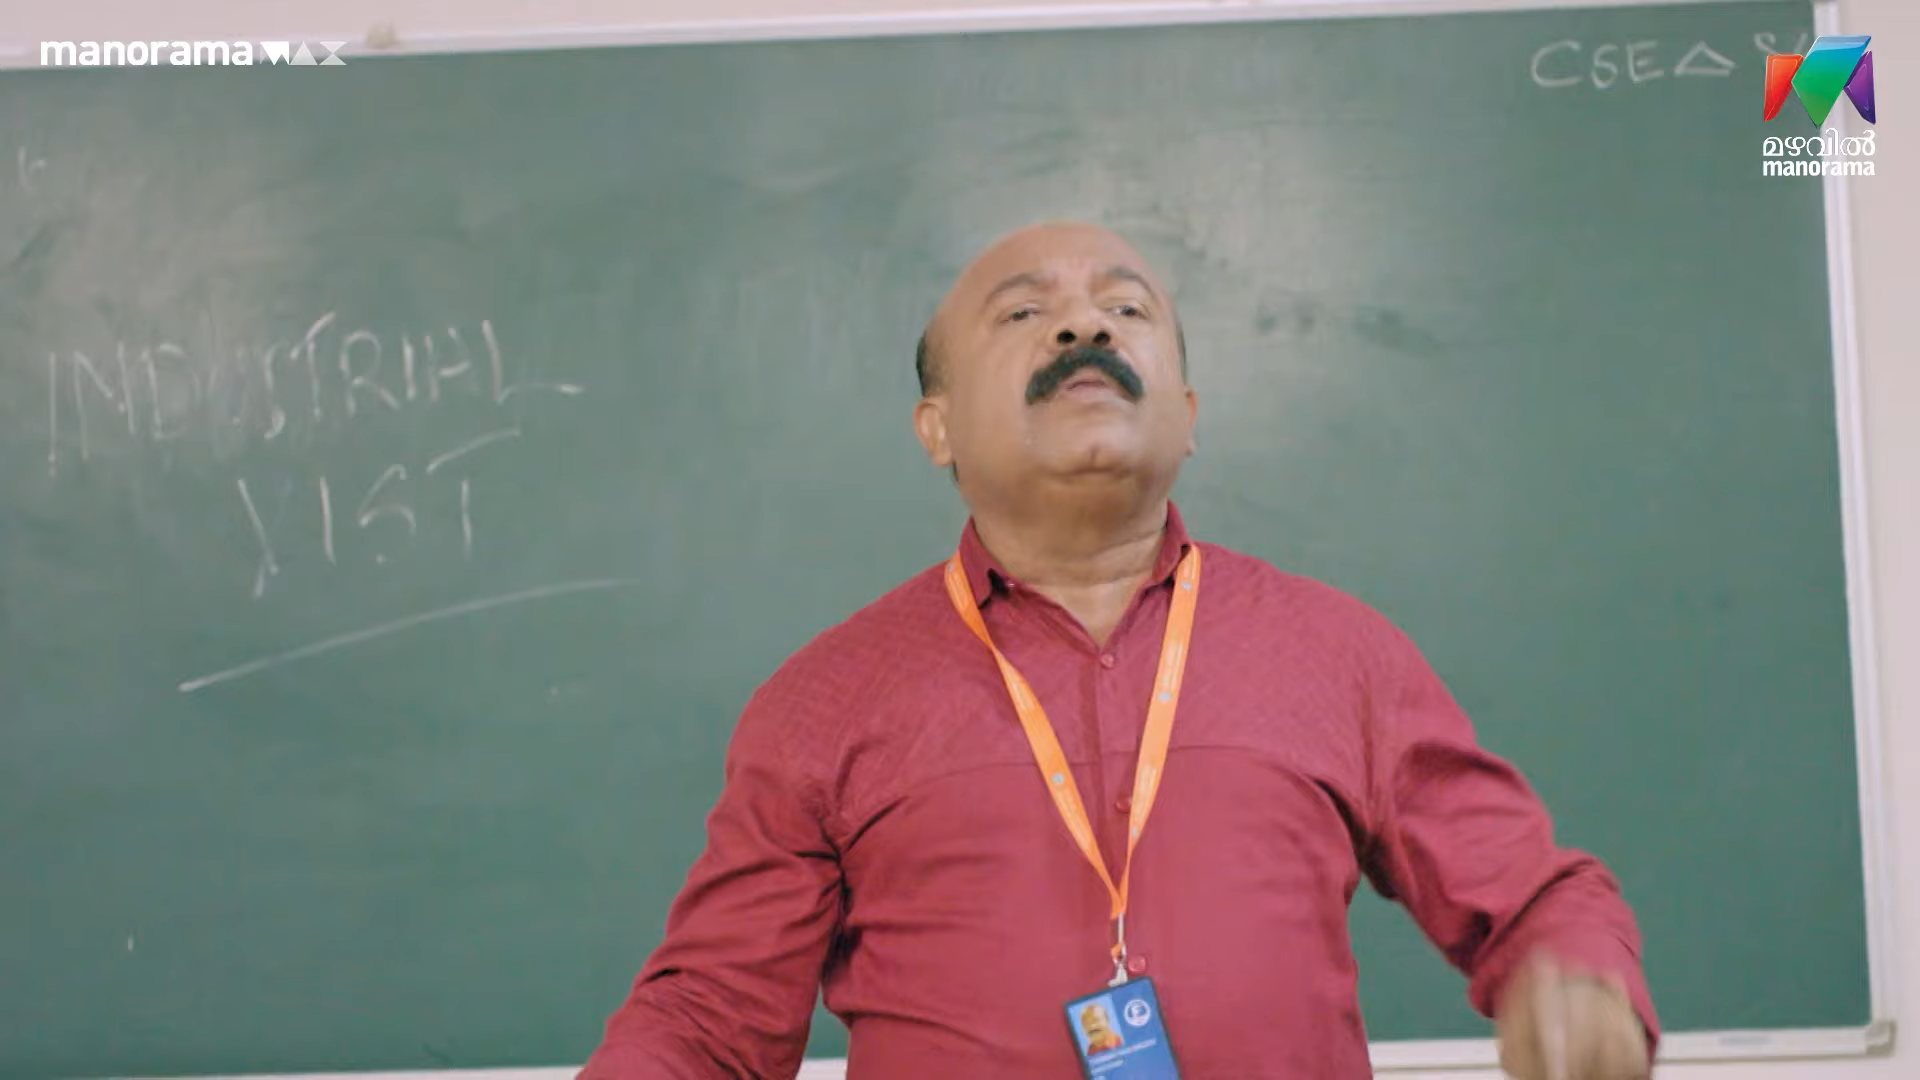 manorama MAX
CSE △
മഴവിൽ
manorama
INDUSTRIAL
VIST